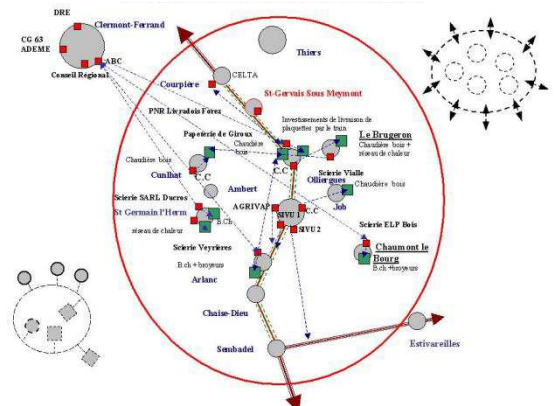 DRE
Clermont-Ferrand
CG 63
ADEME
ABC
Conseil Régional
Thiers
CELTA
Courpière
St-Gervais Sous Meymont
PNR Livradois Forez
Investissements de livraison de
plaquettes par le train
Papeterie de Giroux
Le Brugeron
Chaudière bois +
réseau de chaleur
Chaudière bois
Chaudière
bois
C.C
C.C
Cunlhat
Olliergues
Scierie Vialle
Chaudière bois
Ambert
Job
Scierie SARL Ducros
AGRIVAP
SIVU 1
C.C
St Germain l'Herm
B.Ch
SIVU 2
Scierie ELP Bois
réseau de chaleur
Scierie Veyrières
Chaumont le
Bourg
B.ch + broyeurs
B.ch +broyeurs
Arlanc
Chaise-Dieu
Estivareilles
Sembadel